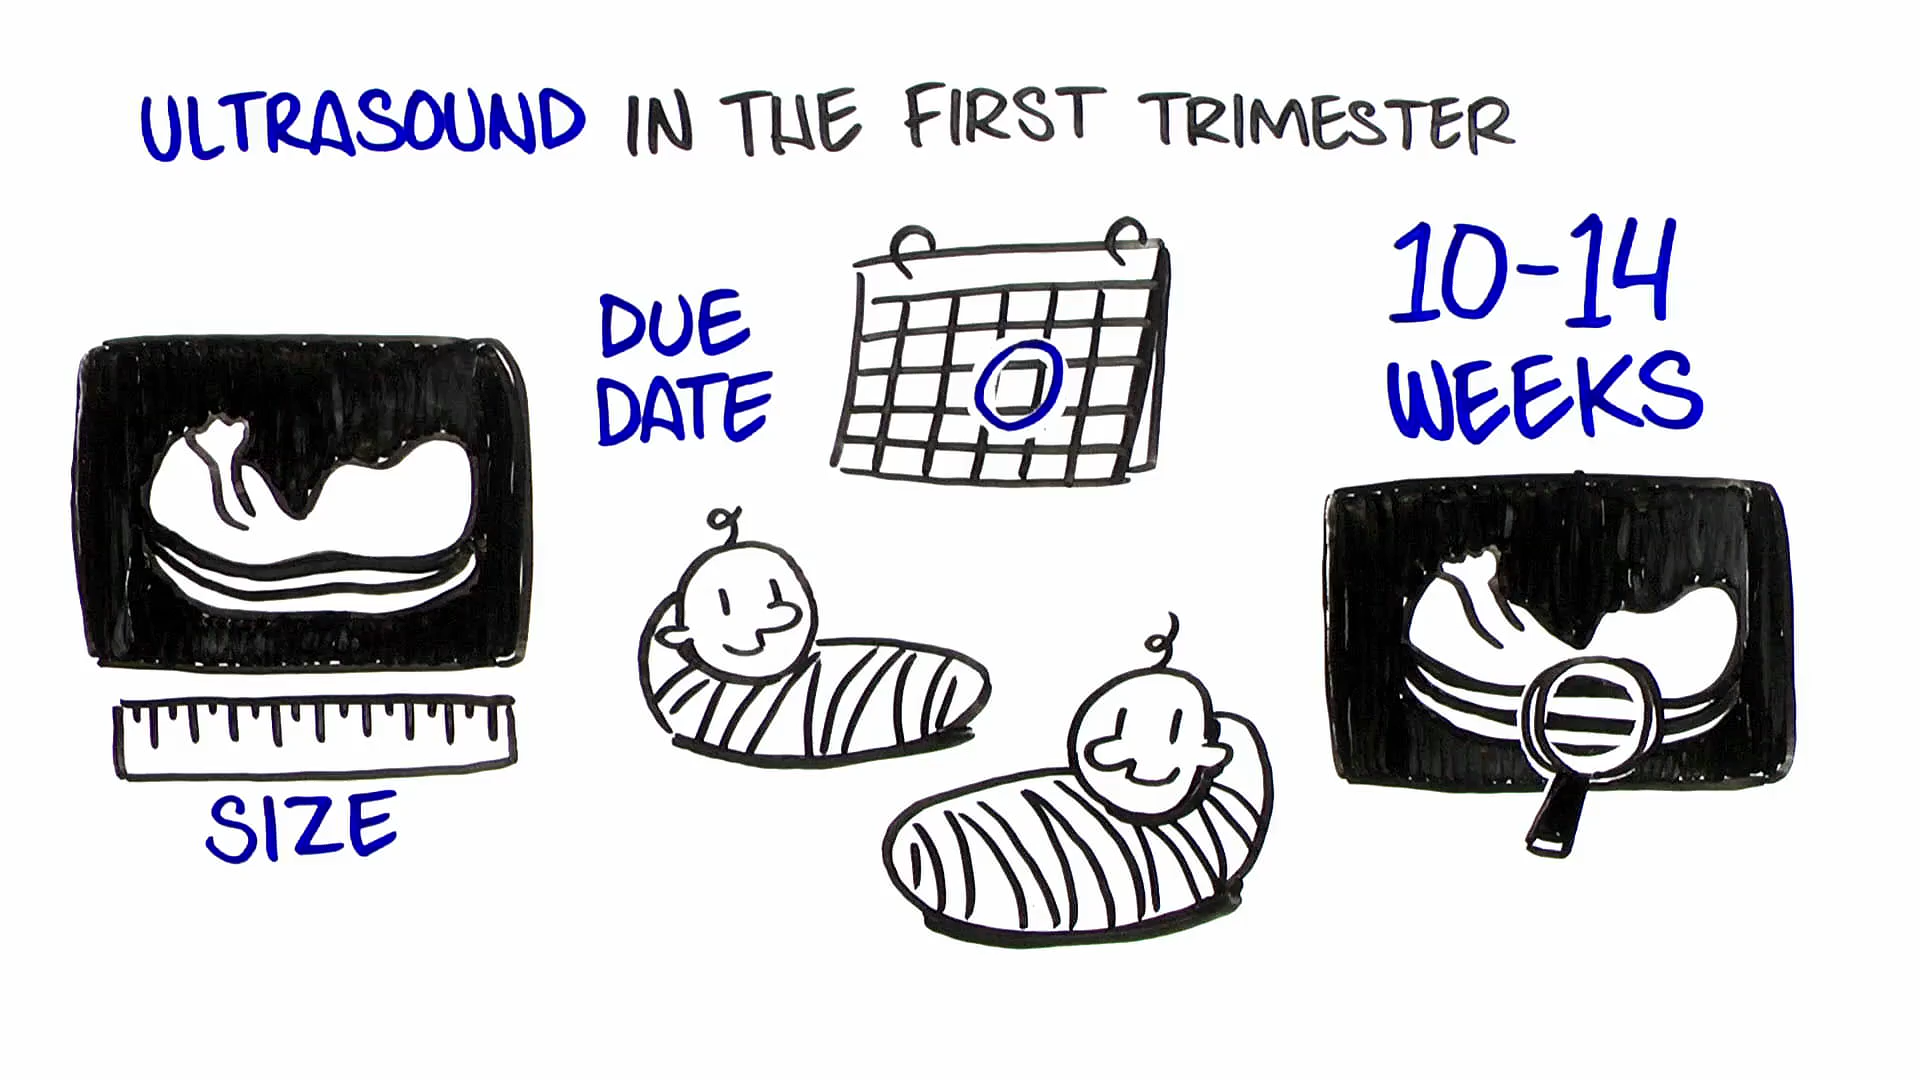 ULTRASOUND IN THE FIRST TRIMESTER
DUE
DATE
10-14
WEEKS
SIZE